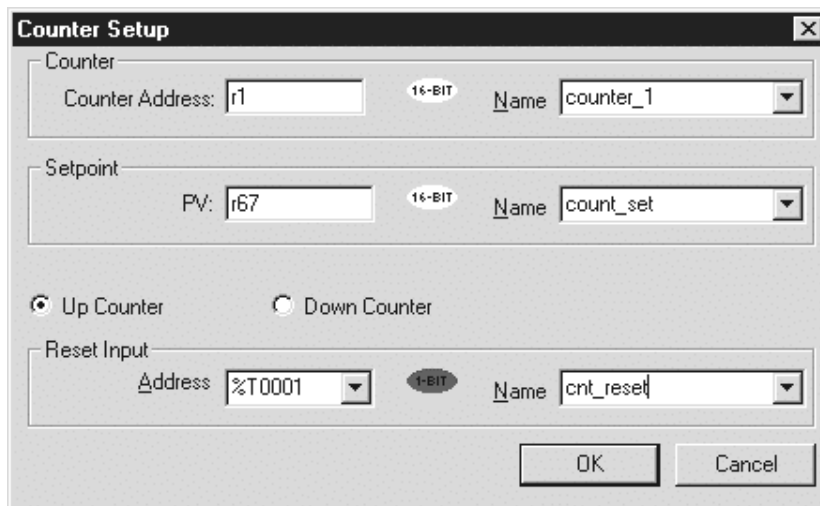 Counter Setup
Counter
Counter Address: r1 16-BIT Name counter_1
Setpoint
PV: r67 16-BIT Name count_set
Up Counter Down Counter
Reset Input
Address %T0001 1-BIT Name cnt_reset
OK Cancel